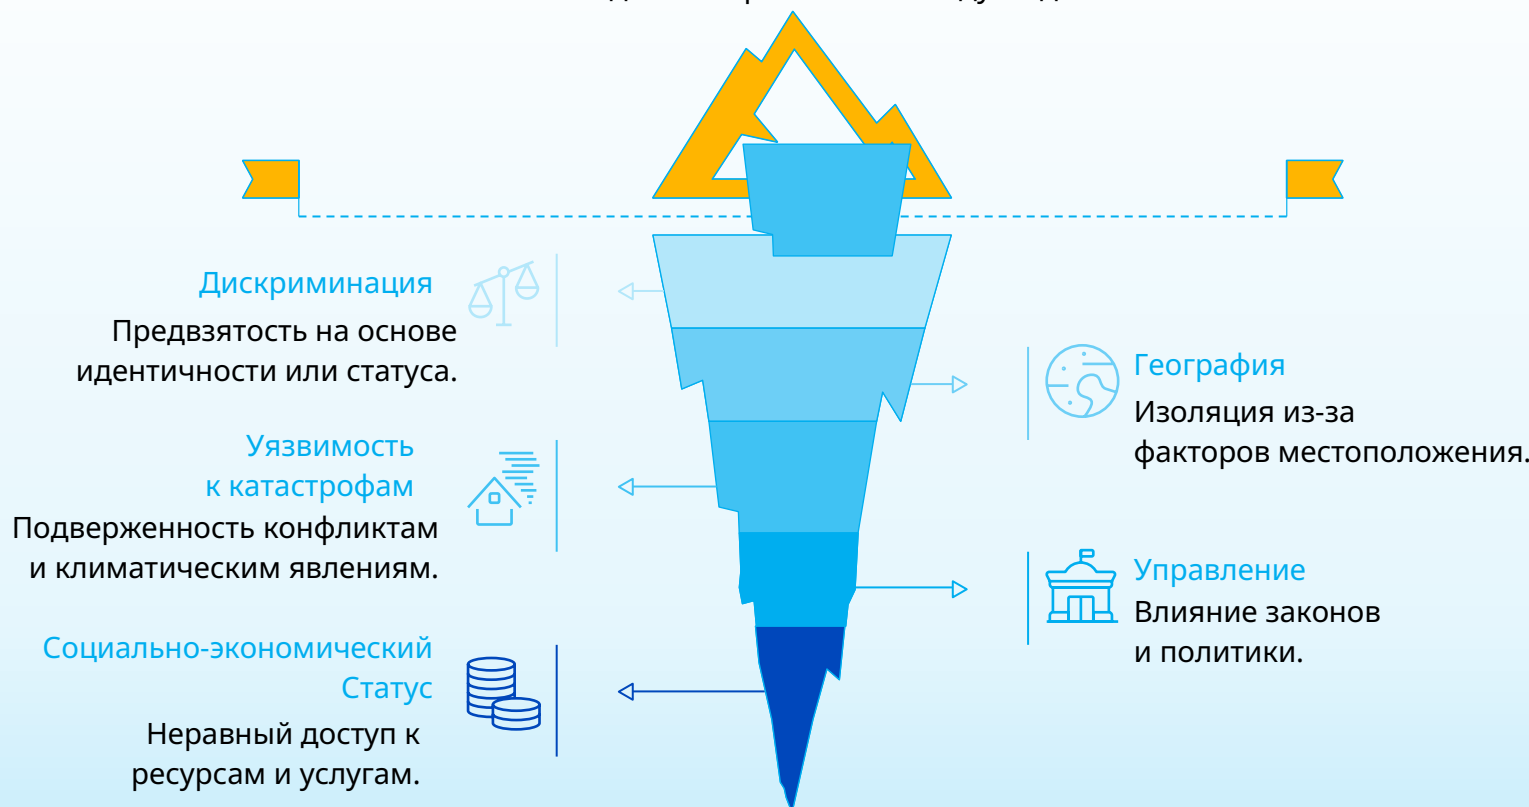 Дискриминация
Предвзятость на основе
идентичности или статуса.
География
Изоляция из-за
факторов местоположения.
Уязвимость
к катастрофам
Подверженность конфликтам
и климатическим явлениям.
Управление
Влияние законов
и политики.
Социально-экономический
Статус
Неравный доступ к
ресурсам и услугам.